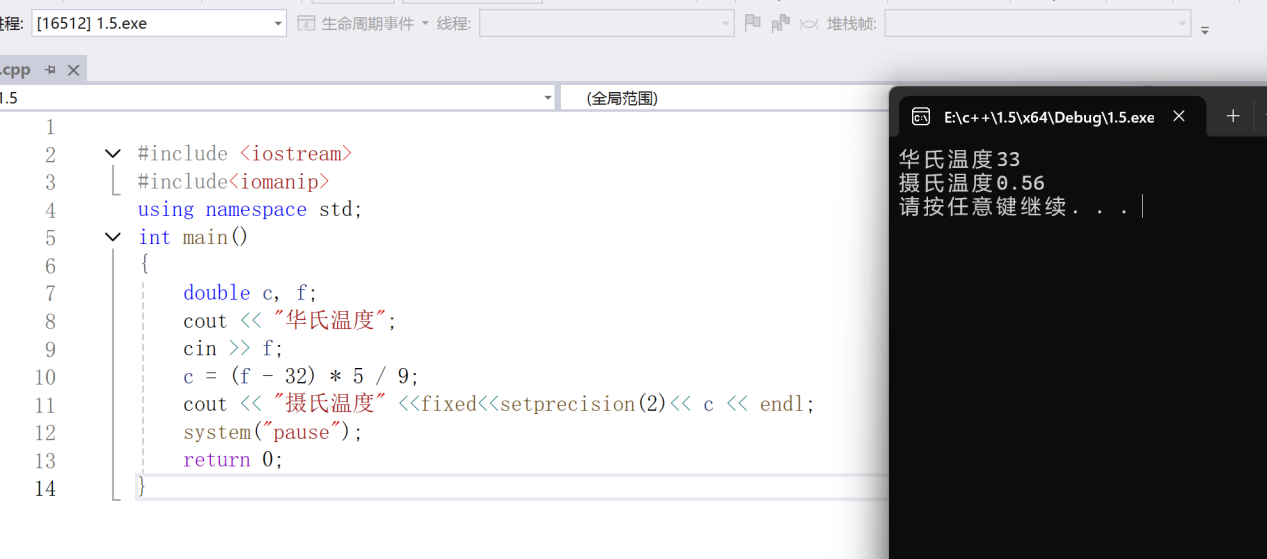 程: [16512] 1.5.exe 生命周期事件 线程: 堆栈帧:
.cpp
1.5 (全局范围)
1
2 #include <iostream>
3 #include<iomanip>
4 using namespace std;
5 int main()
6 {
7 double c, f;
8 cout << "华氏温度";
9 cin >> f;
10 c = (f - 32) * 5 / 9;
11 cout << "摄氏温度" <<fixed<<setprecision(2)<< c << endl;
12 system("pause");
13 return 0;
14 }
E:\c++\1.5\x64\Debug\1.5.exe
华氏温度33
摄氏温度0.56
请按任意键继续. . .